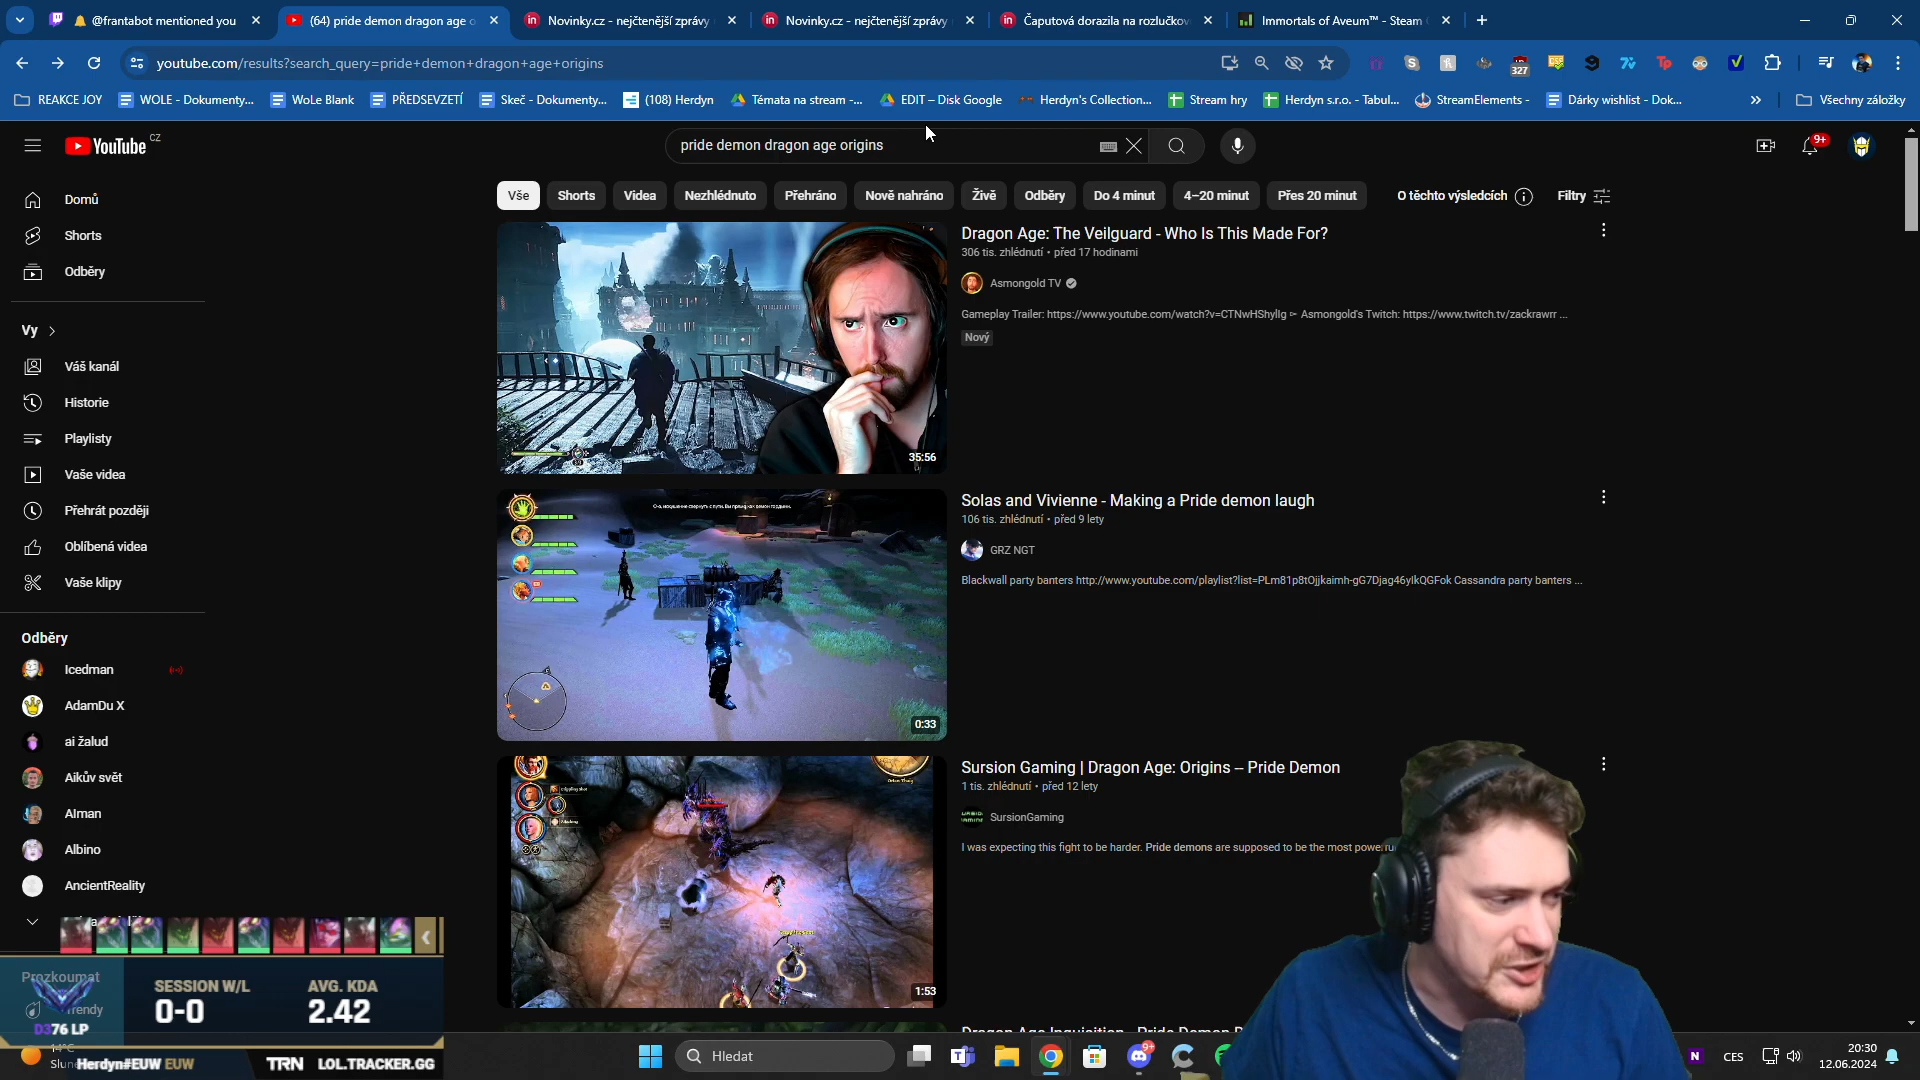 @frantabot mentioned you
(64) pride demon dragon age o
Novinky.cz - nejčtenější zprávy
Novinky.cz - nejčtenější zprávy
Čaputová dorazila na rozlučkov
Immortals of Aveum™ - Steam
youtube.com/results?search_query=pride+demon+dragon+age+origins
327
REAKCE JOY
WOLE - Dokumenty...
WoLe Blank
PŘEDSEVZETÍ
Skeč - Dokumenty...
(108) Herdyn
Témata na stream -...
EDIT – Disk Google
Herdyn's Collection...
Stream hry
Herdyn s.r.o. - Tabul...
StreamElements -
Dárky wishlist - Dok...
»
Všechny záložky
YouTube CZ
pride demon dragon age origins
9+
Vše
Shorts
Videa
Nezhlédnuto
Přehráno
Nově nahráno
Živě
Odběry
Do 4 minut
4–20 minut
Přes 20 minut
O těchto výsledcích
Filtry
Domů
Shorts
Odběry
Vy
Váš kanál
Historie
Playlisty
Vaše videa
Přehrát později
Oblíbená videa
Vaše klipy
Odběry
Icedman
AdamDu X
ai žalud
Aikův svět
Alman
Albino
AncientReality
Prozkoumat
Trendy
35:56
Dragon Age: The Veilguard - Who Is This Made For?
306 tis. zhlédnutí • před 17 hodinami
Asmongold TV
Gameplay Trailer: https://www.youtube.com/watch?v=CTNwHShyIlg ⊳ Asmongold's Twitch: https://www.twitch.tv/zackrawrr ...
Nový
0:33
Solas and Vivienne - Making a Pride demon laugh
106 tis. zhlédnutí • před 9 lety
GRZ NGT
Blackwall party banters http://www.youtube.com/playlist?list=PLm81p8tOjjkaimh-gG7Djag46yIkQGFok Cassandra party banters ...
1:53
Sursion Gaming | Dragon Age: Origins -- Pride Demon
1 tis. zhlédnutí • před 12 lety
SursionGaming
I was expecting this fight to be harder. Pride demons are supposed to be the most powerfu
SESSION W/L
0-0
AVG. KDA
2.42
D3 76 LP
Herdyn#EUW EUW
TRN LOL.TRACKER.GG
14°C
Hledat
9+
CES
20:30
12.06.2024